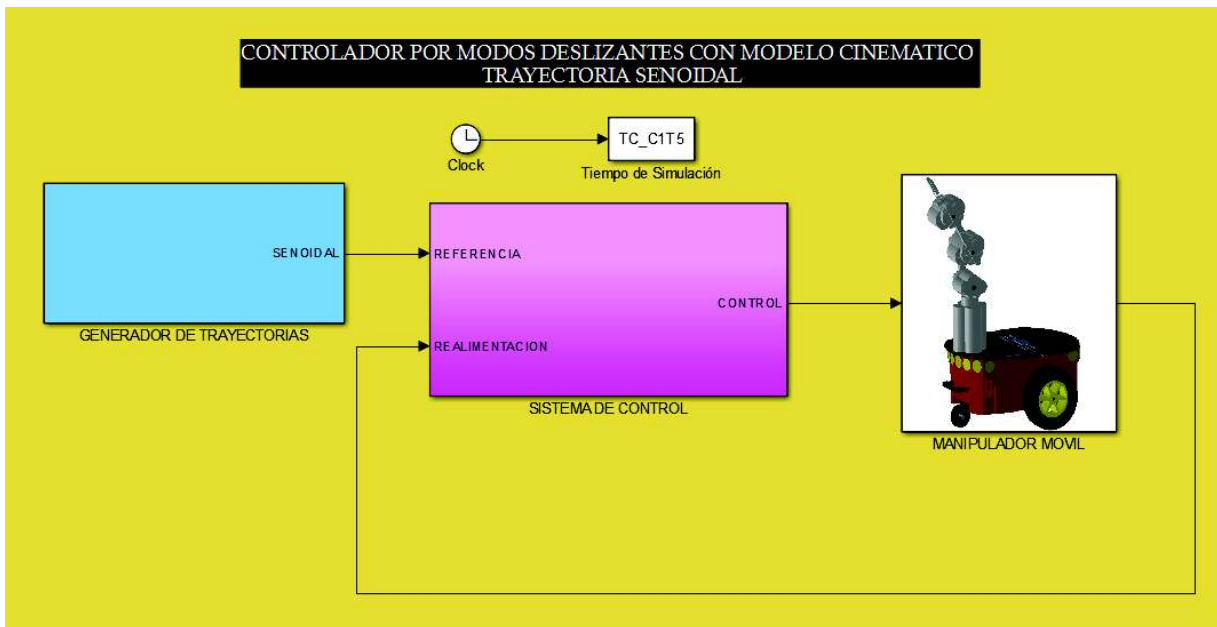 CONTROLADOR POR MODOS DESLIZANTES CON MODELO CINEMATICO
TRAYECTORIA SENOIDAL
TC_C1T5
Clock
Tiempo de Simulación
SENOIDAL
GENERADOR DE TRAYECTORIAS
REFERENCIA
CONTROL
REALIMENTACION
SISTEMA DE CONTROL
MANIPULADOR MOVIL